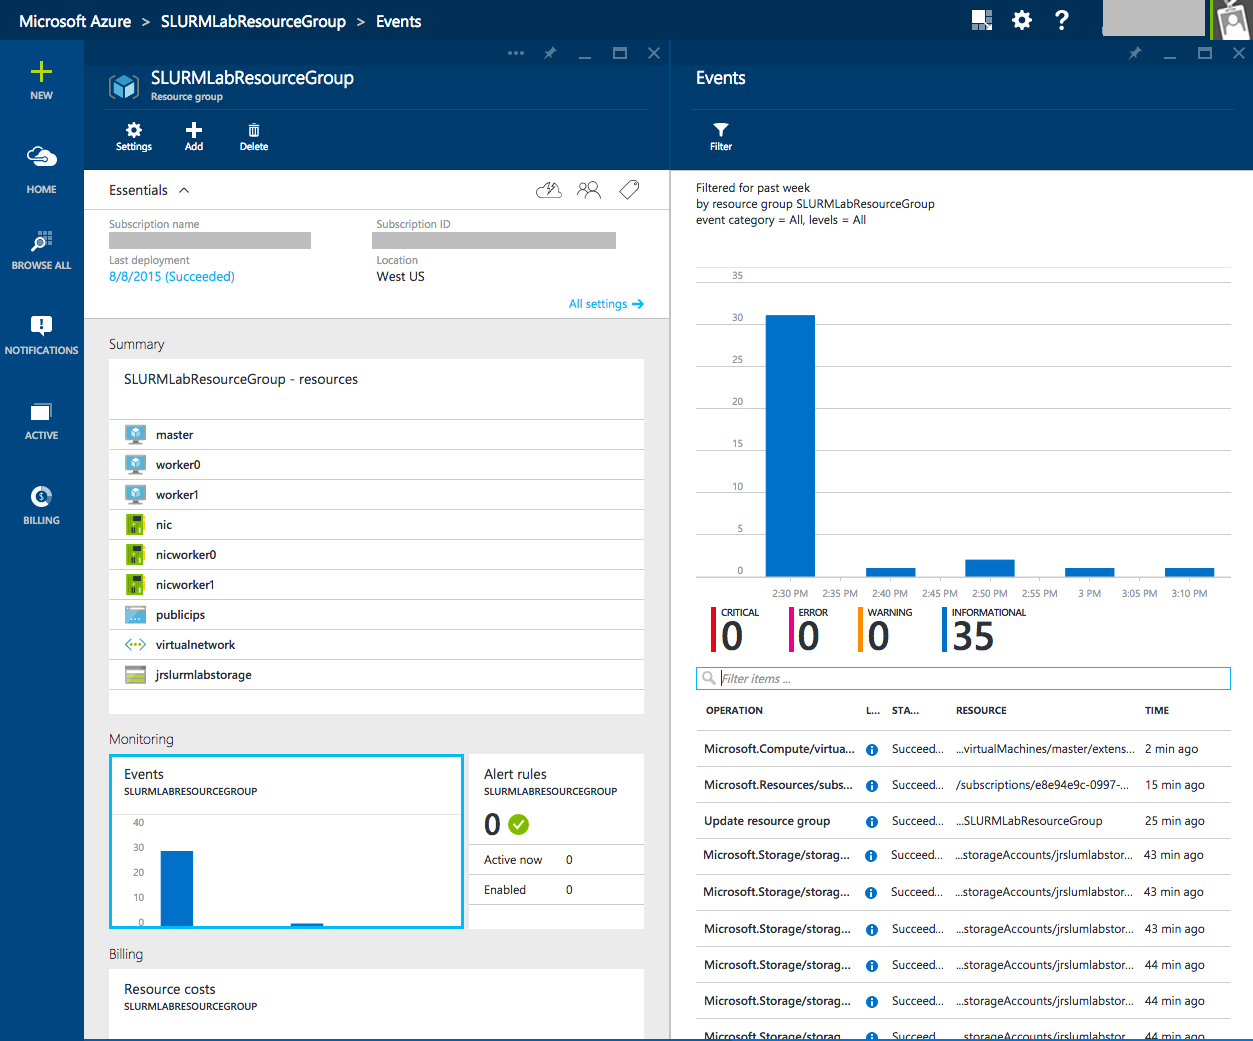 Microsoft Azure > SLURMLabResourceGroup > Events
NEW
HOME
BROWSE ALL
NOTIFICATIONS
ACTIVE
BILLING
SLURMLabResourceGroup
Resource group
Settings
Add
Delete
Essentials
Subscription name
Subscription ID
Last deployment
Location
8/8/2015 (Succeeded)
West US
All settings
Summary
SLURMLabResourceGroup - resources
master
worker0
worker1
nic
nicworker0
nicworker1
publicips
virtualnetwork
jrslurmlabstorage
Monitoring
Events
SLURMLABRESOURCEGROUP
40
30
20
10
0
Alert rules
SLURMLABRESOURCEGROUP
0
Active now 0
Enabled 0
Billing
Resource costs
SLURMLABRESOURCEGROUP
Events
Filter
Filtered for past week
by resource group SLURMLabResourceGroup
event category = All, levels = All
35
30
25
20
15
10
5
0
2:30 PM 2:35 PM 2:40 PM 2:45 PM 2:50 PM 2:55 PM 3 PM 3:05 PM 3:10 PM
CRITICAL ERROR WARNING INFORMATIONAL
0 0 0 35
Filter items ...
OPERATION L... STA... RESOURCE TIME
Microsoft.Compute/virtua... Succeed... ...virtualMachines/master/extens... 2 min ago
Microsoft.Resources/subs... Succeed... /subscriptions/e8e94e9c-0997-... 15 min ago
Update resource group Succeed... ...SLURMLabResourceGroup 25 min ago
Microsoft.Storage/storag... Succeed... ...storageAccounts/jrslumlabstor... 43 min ago
Microsoft.Storage/storag... Succeed... ...storageAccounts/jrslumlabstor... 43 min ago
Microsoft.Storage/storag... Succeed... ...storageAccounts/jrslumlabstor... 43 min ago
Microsoft.Storage/storag... Succeed... ...storageAccounts/jrslumlabstor... 44 min ago
Microsoft.Storage/storag... Succeed... ...storageAccounts/jrslumlabstor... 44 min ago
Microsoft.Storage/storag... Succeed... ...storageAccounts/jrslumlabstor... 44 min ago